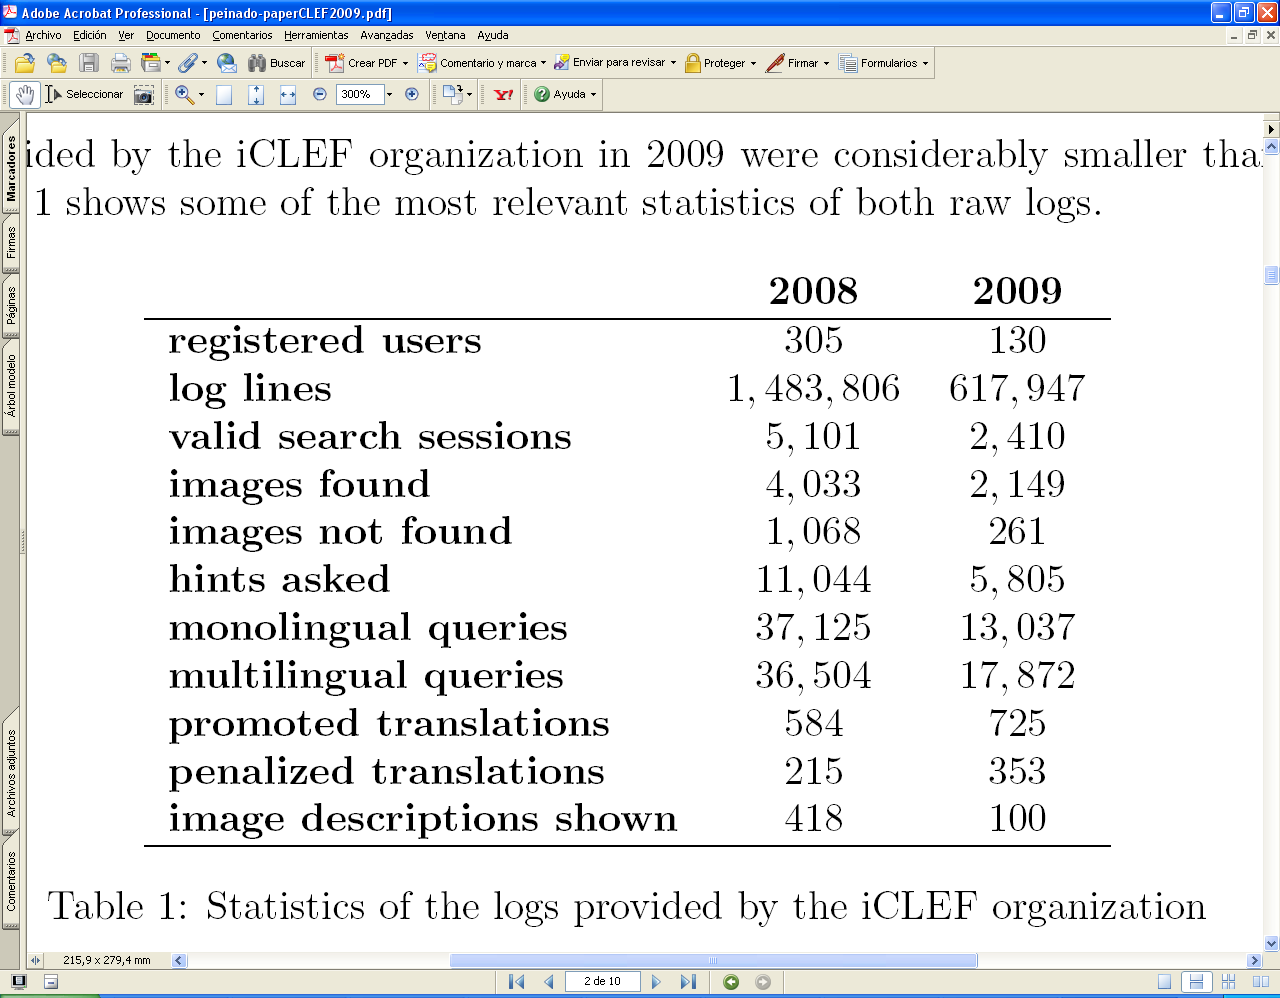 Adobe Acrobat Professional - [peinado-paperCLEF2009.pdf]
Archivo Edición Ver Documento Comentarios Herramientas Avanzadas Ventana Ayuda
Buscar Crear PDF Comentario y marca Enviar para revisar Proteger Firmar Formularios
Seleccionar 300% Y! Ayuda
Marcadores
Firmas
Páginas
Árbol modelo
Archivos adjuntos
Comentarios
ided by the iCLEF organization in 2009 were considerably smaller tha
1 shows some of the most relevant statistics of both raw logs.
2008 2009
registered users 305 130
log lines 1,483,806 617,947
valid search sessions 5,101 2,410
images found 4,033 2,149
images not found 1,068 261
hints asked 11,044 5,805
monolingual queries 37,125 13,037
multilingual queries 36,504 17,872
promoted translations 584 725
penalized translations 215 353
image descriptions shown 418 100
Table 1: Statistics of the logs provided by the iCLEF organization
215,9 x 279,4 mm
2 de 10